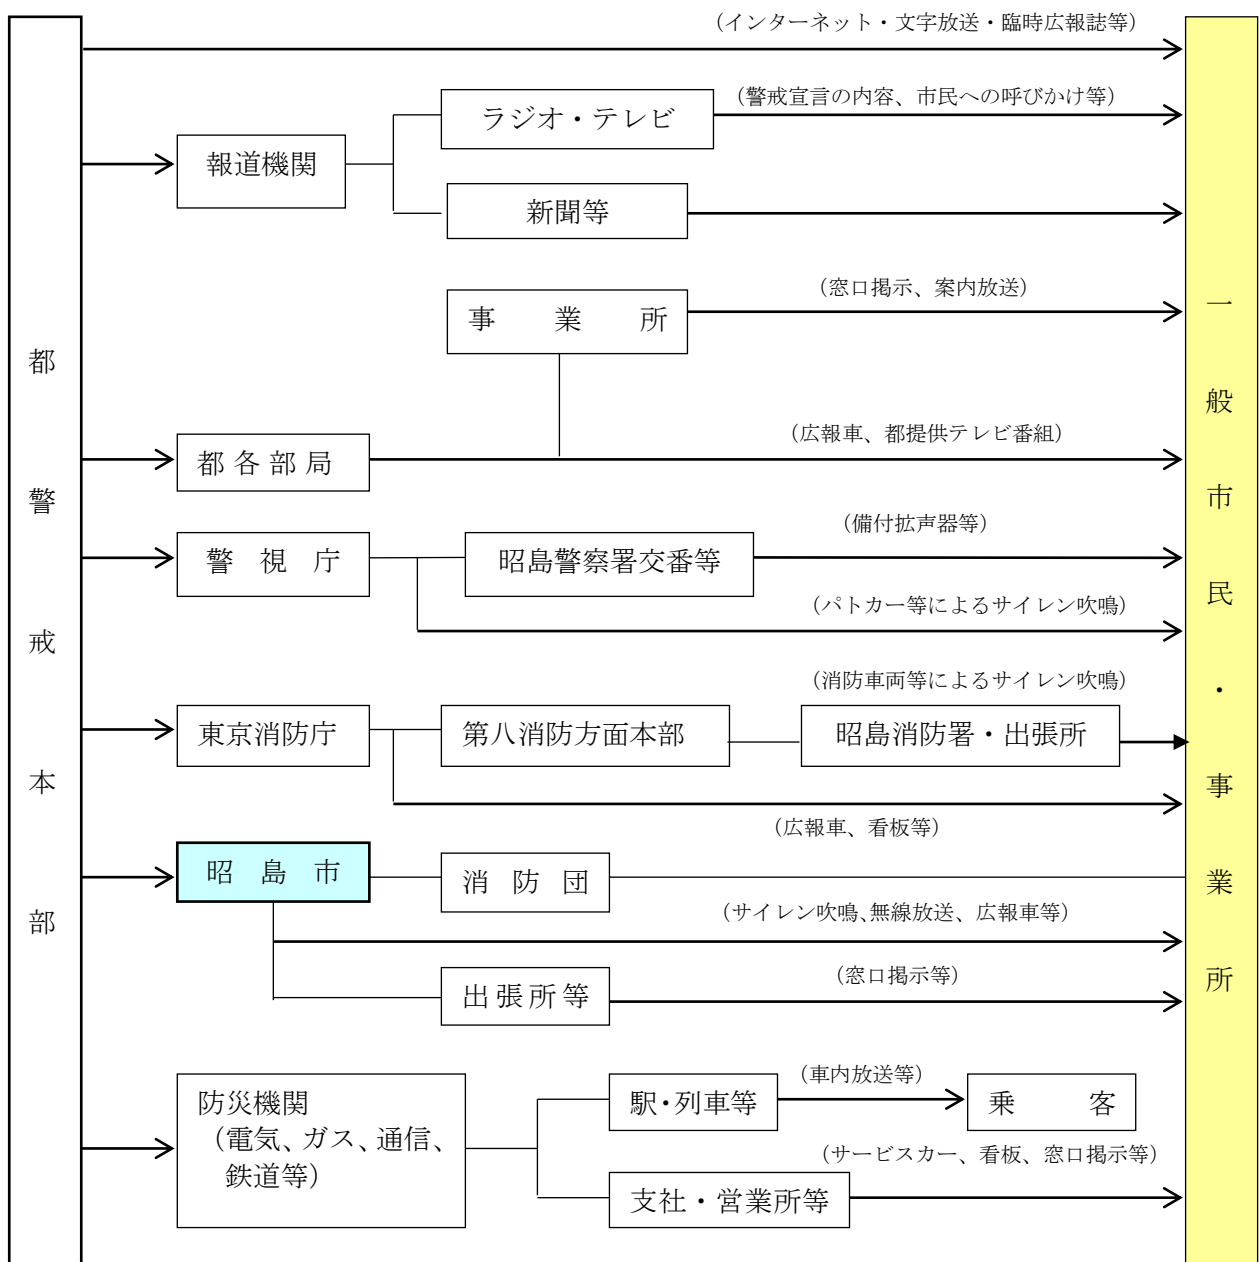 (インターネット・文字放送・臨時広報誌等)
(警戒宣言の内容、市民への呼びかけ等)
ラジオ・テレビ
報道機関
新聞等
(窓口掲示、案内放送)
事業所
(広報車、都提供テレビ番組)
都各部局
(備付拡声器等)
警視庁
昭島警察署交番等
(パトカー等によるサイレン吹鳴)
(消防車両等によるサイレン吹鳴)
東京消防庁
第八消防方面本部
昭島消防署・出張所
(広報車、看板等)
昭島市
消防団
(サイレン吹鳴、無線放送、広報車等)
(窓口掲示等)
出張所等
防災機関
(電気、ガス、通信、
鉄道等)
駅・列車等
(車内放送等)
乗客
(サービスカー、看板、窓口掲示等)
支社・営業所等
都警戒本部
一般市民・事業所